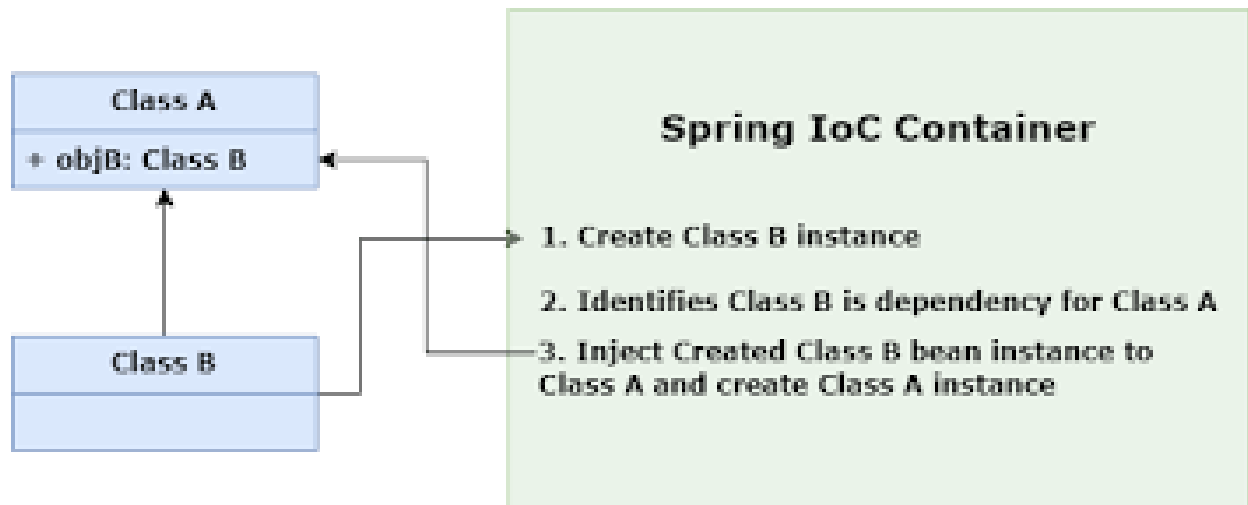 Class A
+ objB: Class B
Class B
Spring IoC Container
1. Create Class B instance
2. Identifies Class B is dependency for Class A
3. Inject Created Class B bean instance to
Class A and create Class A instance